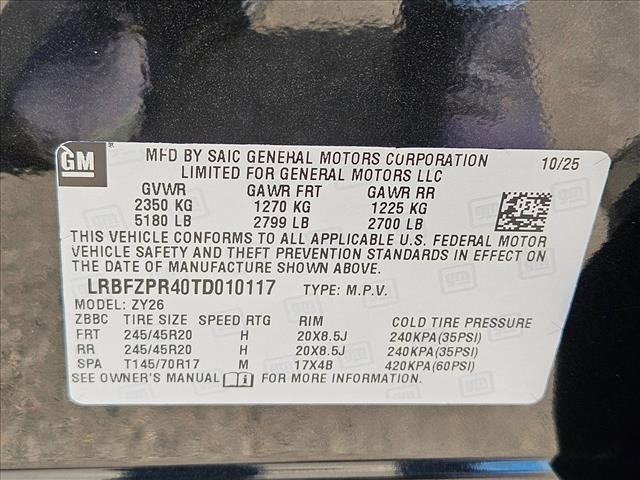 GM
MFD BY SAIC GENERAL MOTORS CORPORATION 10/25
LIMITED FOR GENERAL MOTORS LLC
GVWR GAWR FRT GAWR RR
2350 KG 1270 KG 1225 KG
5180 LB 2799 LB 2700 LB
THIS VEHICLE CONFORMS TO ALL APPLICABLE U.S. FEDERAL MOTOR
VEHICLE SAFETY AND THEFT PREVENTION STANDARDS IN EFFECT ON
THE DATE OF MANUFACTURE SHOWN ABOVE.
LRBFZPR40TD010117 TYPE: M.P.V.
MODEL: ZY26
ZBBC TIRE SIZE SPEED RTG RIM COLD TIRE PRESSURE
FRT 245/45R20 H 20X8.5J 240KPA(35PSI)
RR 245/45R20 H 20X8.5J 240KPA(35PSI)
SPA T145/70R17 M 17X4B 420KPA(60PSI)
SEE OWNER'S MANUAL FOR MORE INFORMATION